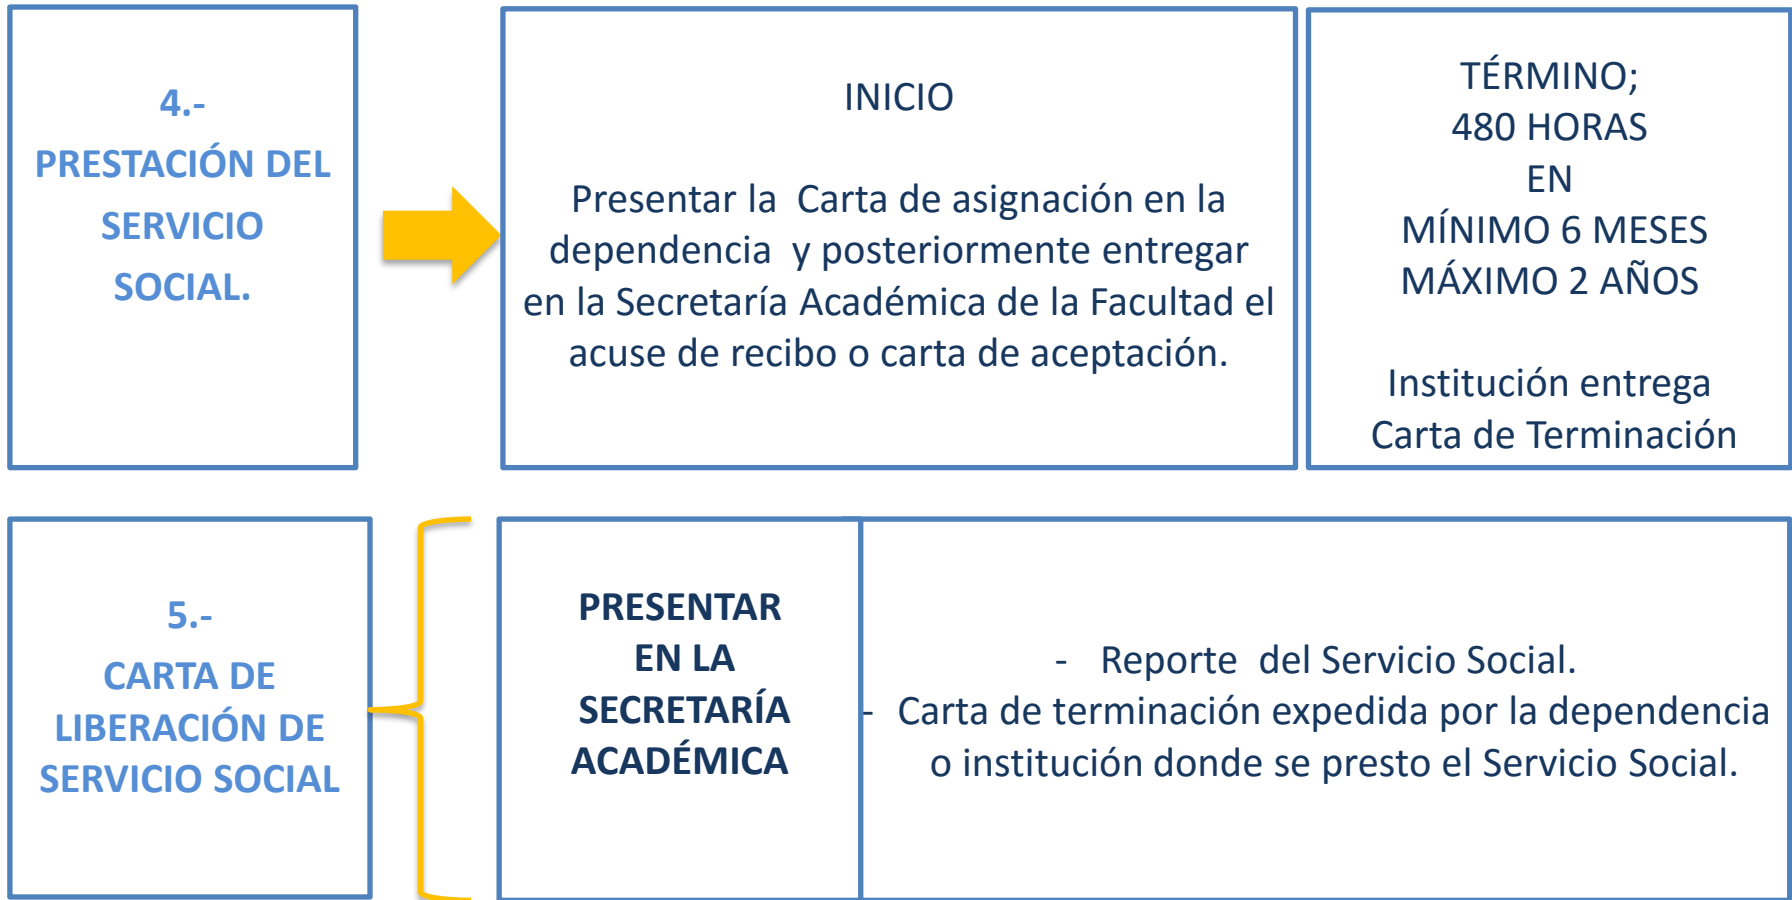 4.-
PRESTACIÓN DEL
SERVICIO
SOCIAL.
INICIO
Presentar la Carta de asignación en la
dependencia y posteriormente entregar
en la Secretaría Académica de la Facultad el
acuse de recibo o carta de aceptación.
TÉRMINO;
480 HORAS
EN
MÍNIMO 6 MESES
MÁXIMO 2 AÑOS
Institución entrega
Carta de Terminación
5.-
CARTA DE
LIBERACIÓN DE
SERVICIO SOCIAL
PRESENTAR
EN LA
SECRETARÍA
ACADÉMICA
- Reporte del Servicio Social.
- Carta de terminación expedida por la dependencia
o institución donde se presto el Servicio Social.